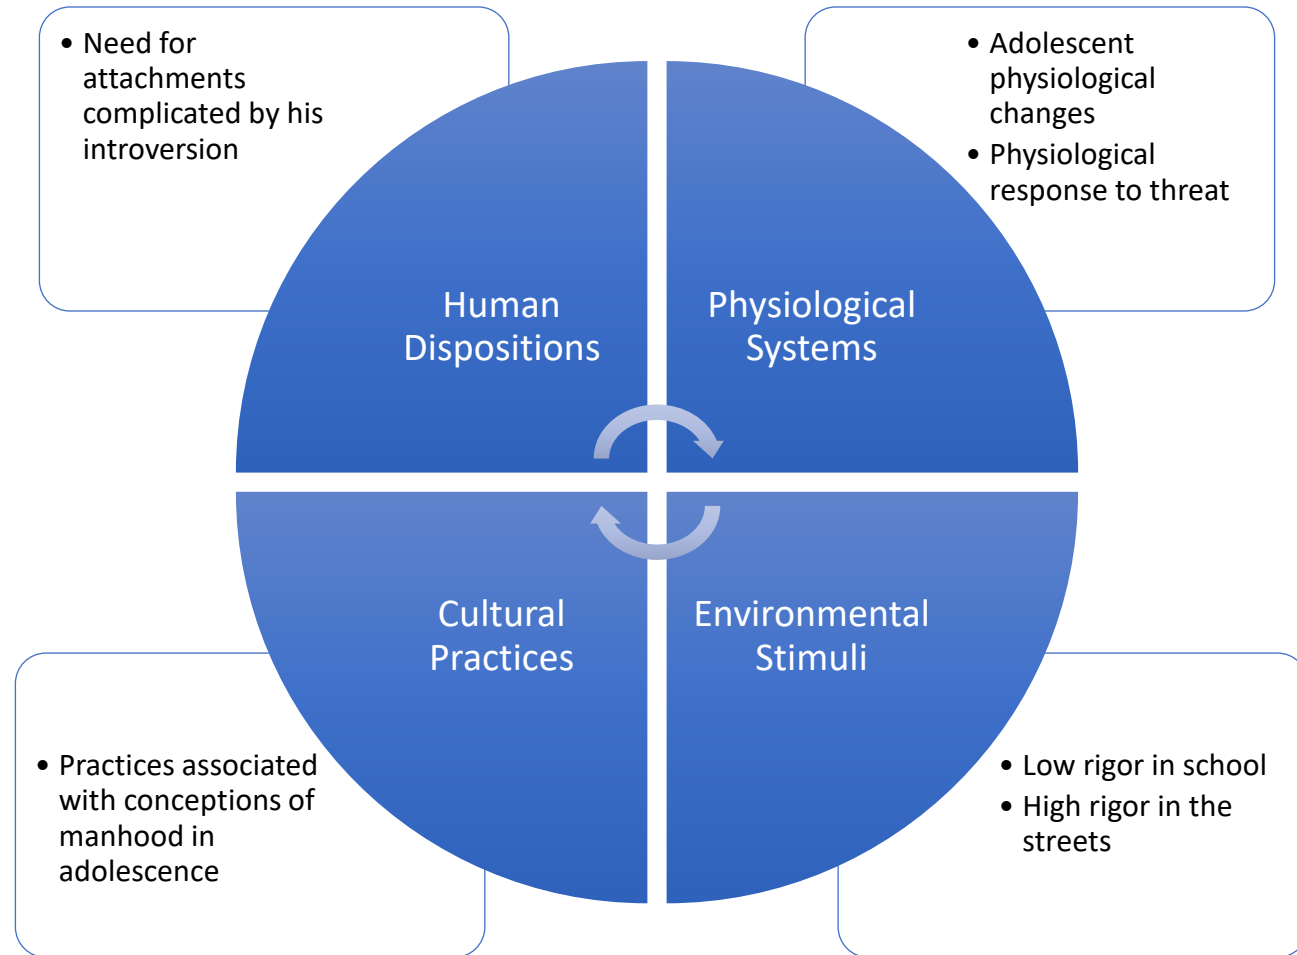 • Need for
attachments
complicated by his
introversion
• Adolescent
physiological
changes
• Physiological
response to threat
Human
Dispositions
Physiological
Systems
Cultural
Practices
Environmental
Stimuli
• Practices associated
with conceptions of
manhood in
adolescence
• Low rigor in school
• High rigor in the
streets